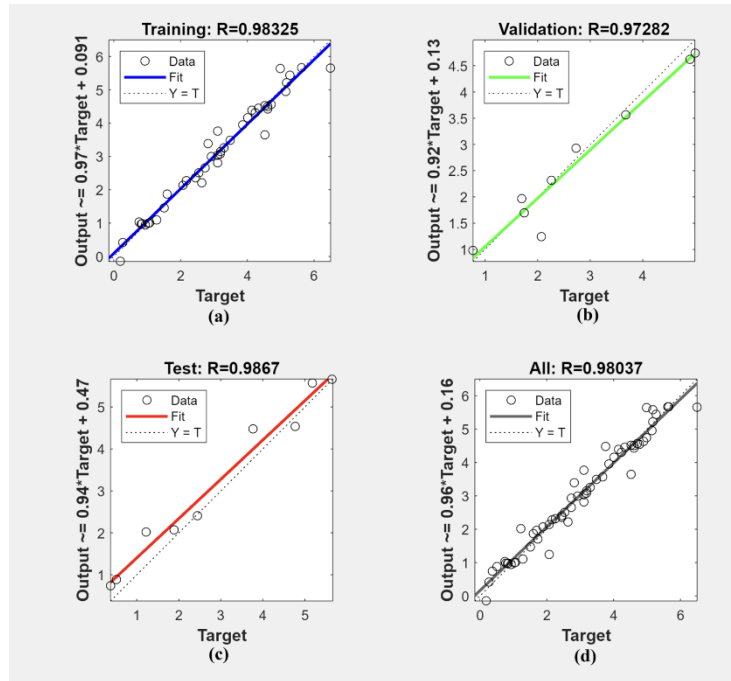 Training: R=0.98325
Output ~= 0.97*Target + 0.091
6
5
4
3
2
1
0
Data
Fit
Y = T
0 2 4 6
Target
(a)
Validation: R=0.97282
Output ~= 0.92*Target + 0.13
4.5
4
3.5
3
2.5
2
1.5
1
Data
Fit
Y = T
1 2 3 4
Target
(b)
Test: R=0.9867
Output ~= 0.94*Target + 0.47
5
4
3
2
1
Data
Fit
Y = T
1 2 3 4 5
Target
(c)
All: R=0.98037
Output ~= 0.96*Target + 0.16
6
5
4
3
2
1
0
Data
Fit
Y = T
0 2 4 6
Target
(d)